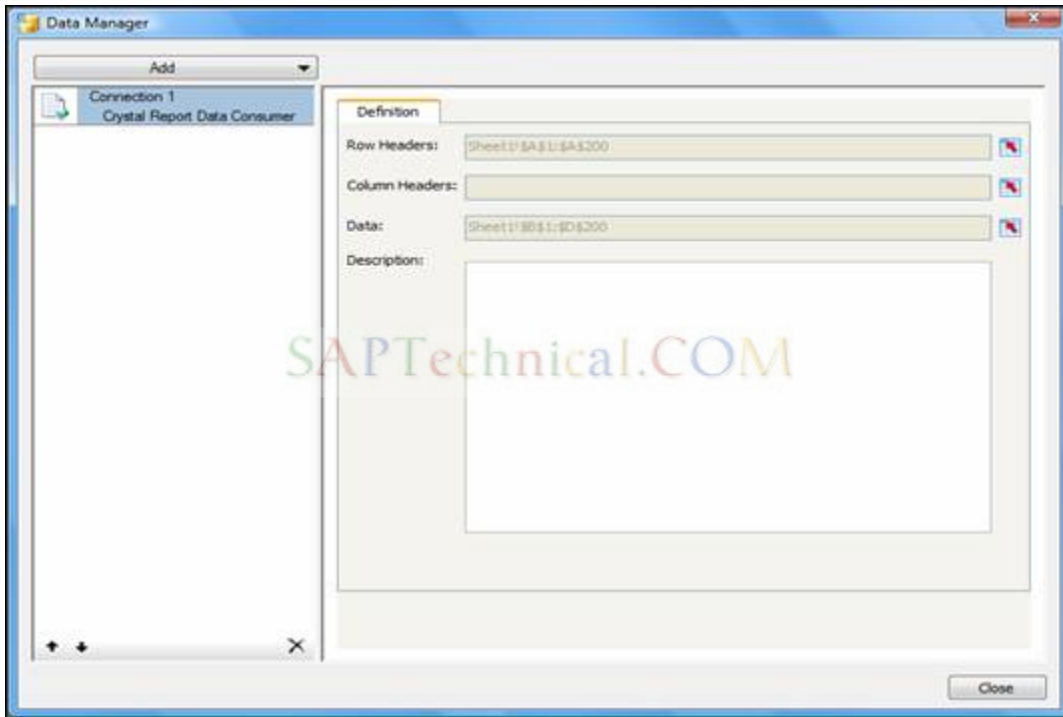 Data Manager
Add
Connection 1
Crystal Report Data Consumer
Definition
Row Headers:
Sheet1!$A$1:$A$200
Column Headers:
Data:
Sheet1!$B$1:$D$200
Description:
SAPTechnical.COM
Close